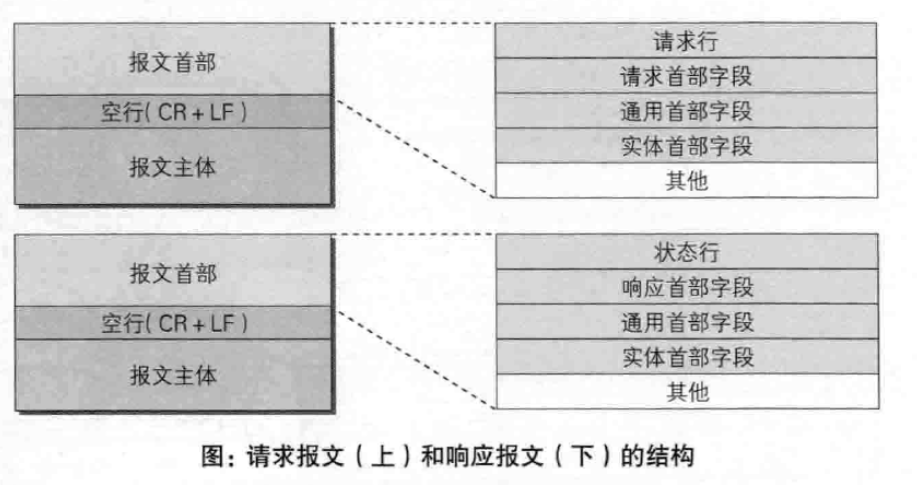 报文首部
空行( CR + LF )
报文主体
请求行
请求首部字段
通用首部字段
实体首部字段
其他
报文首部
空行( CR + LF )
报文主体
状态行
响应首部字段
通用首部字段
实体首部字段
其他
图：请求报文（上）和响应报文（下）的结构